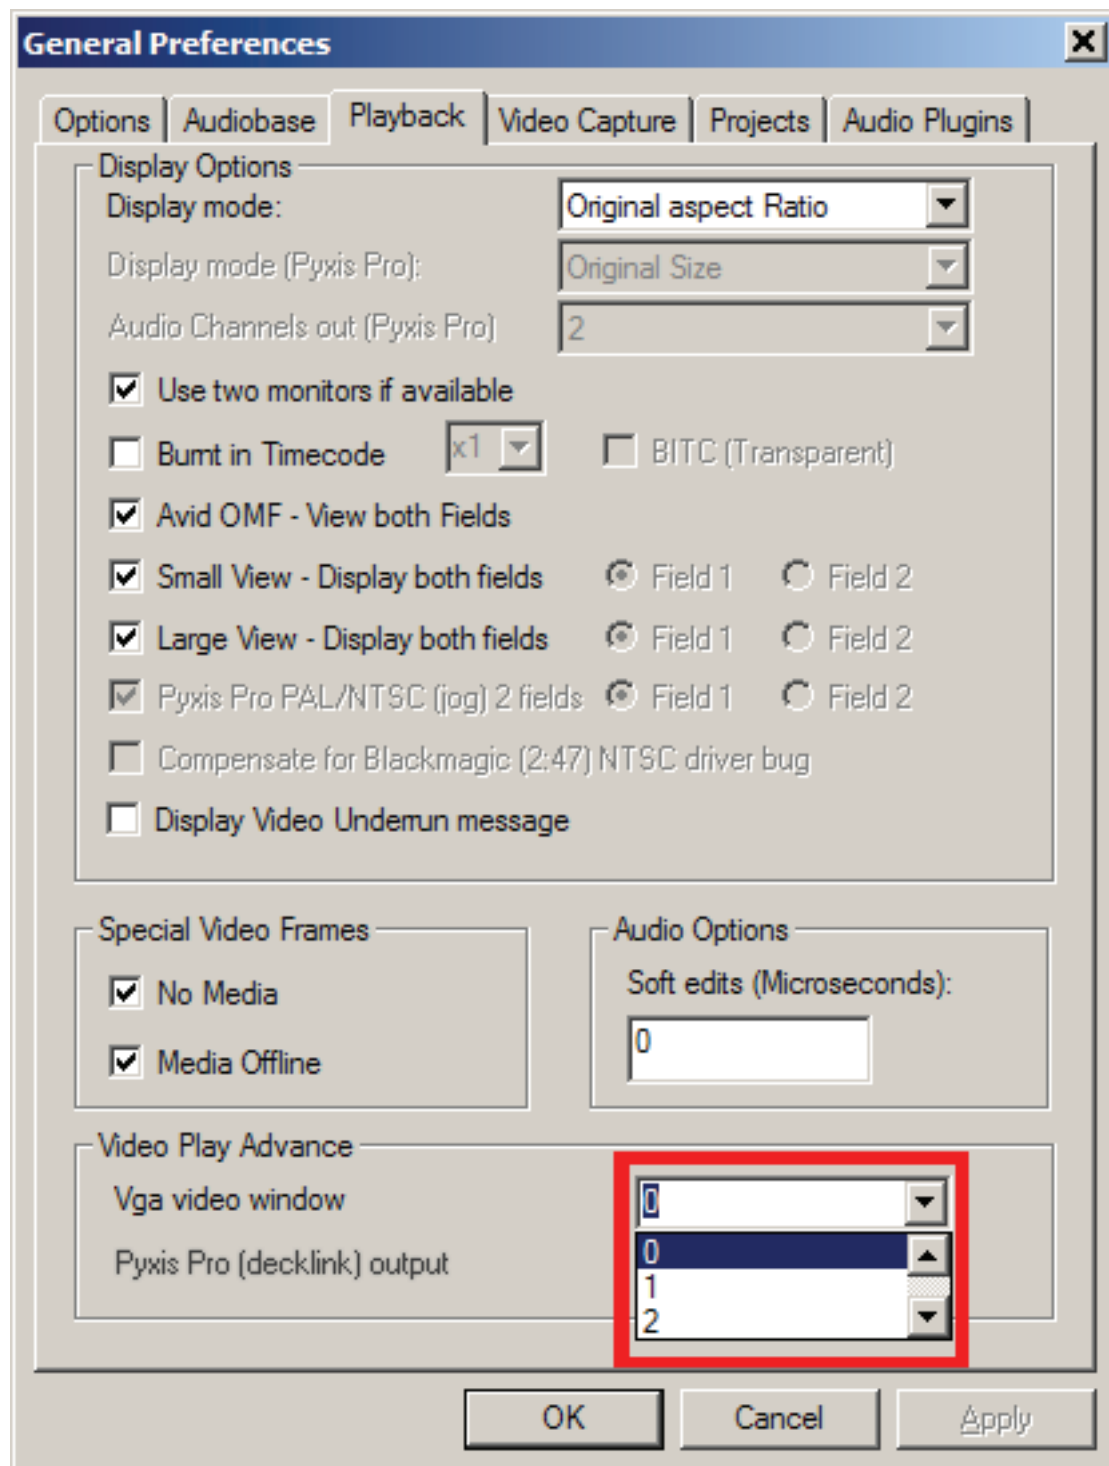 General Preferences
Options Audiobase Playback Video Capture Projects Audio Plugins
Display Options
Display mode: Original aspect Ratio
Display mode (Pyxis Pro): Original Size
Audio Channels out (Pyxis Pro) 2
Use two monitors if available
Burnt in Timecode x1 BITC (Transparent)
Avid OMF - View both Fields
Small View - Display both fields Field 1 Field 2
Large View - Display both fields Field 1 Field 2
Pyxis Pro PAL/NTSC (jog) 2 fields Field 1 Field 2
Compensate for Blackmagic (2:47) NTSC driver bug
Display Video Underrun message
Special Video Frames
No Media
Media Offline
Audio Options
Soft edits (Microseconds):
0
Video Play Advance
Vga video window 0
Pyxis Pro (decklink) output
0
1
2
OK Cancel Apply